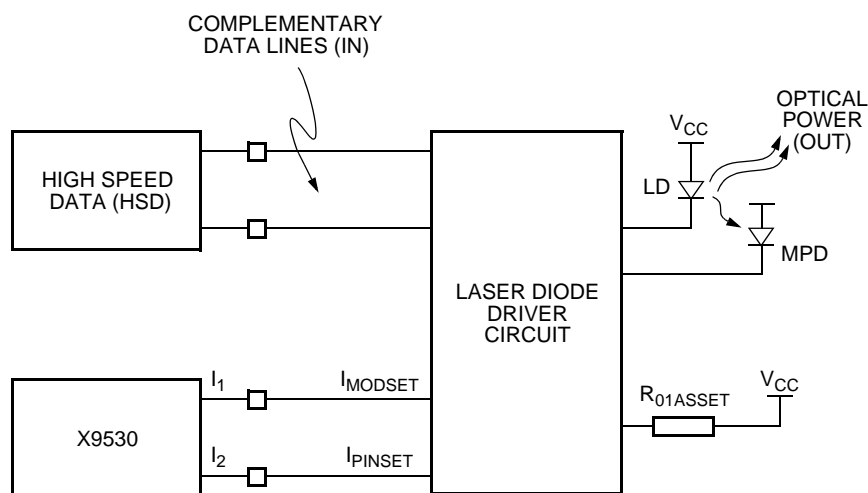 COMPLEMENTARY
DATA LINES (IN)
OPTICAL
POWER
(OUT)
VCC
HIGH SPEED
DATA (HSD)
LD
MPD
LASER DIODE
DRIVER
CIRCUIT
I1
IMODSET
R01ASSET
VCC
X9530
I2
IPINSET